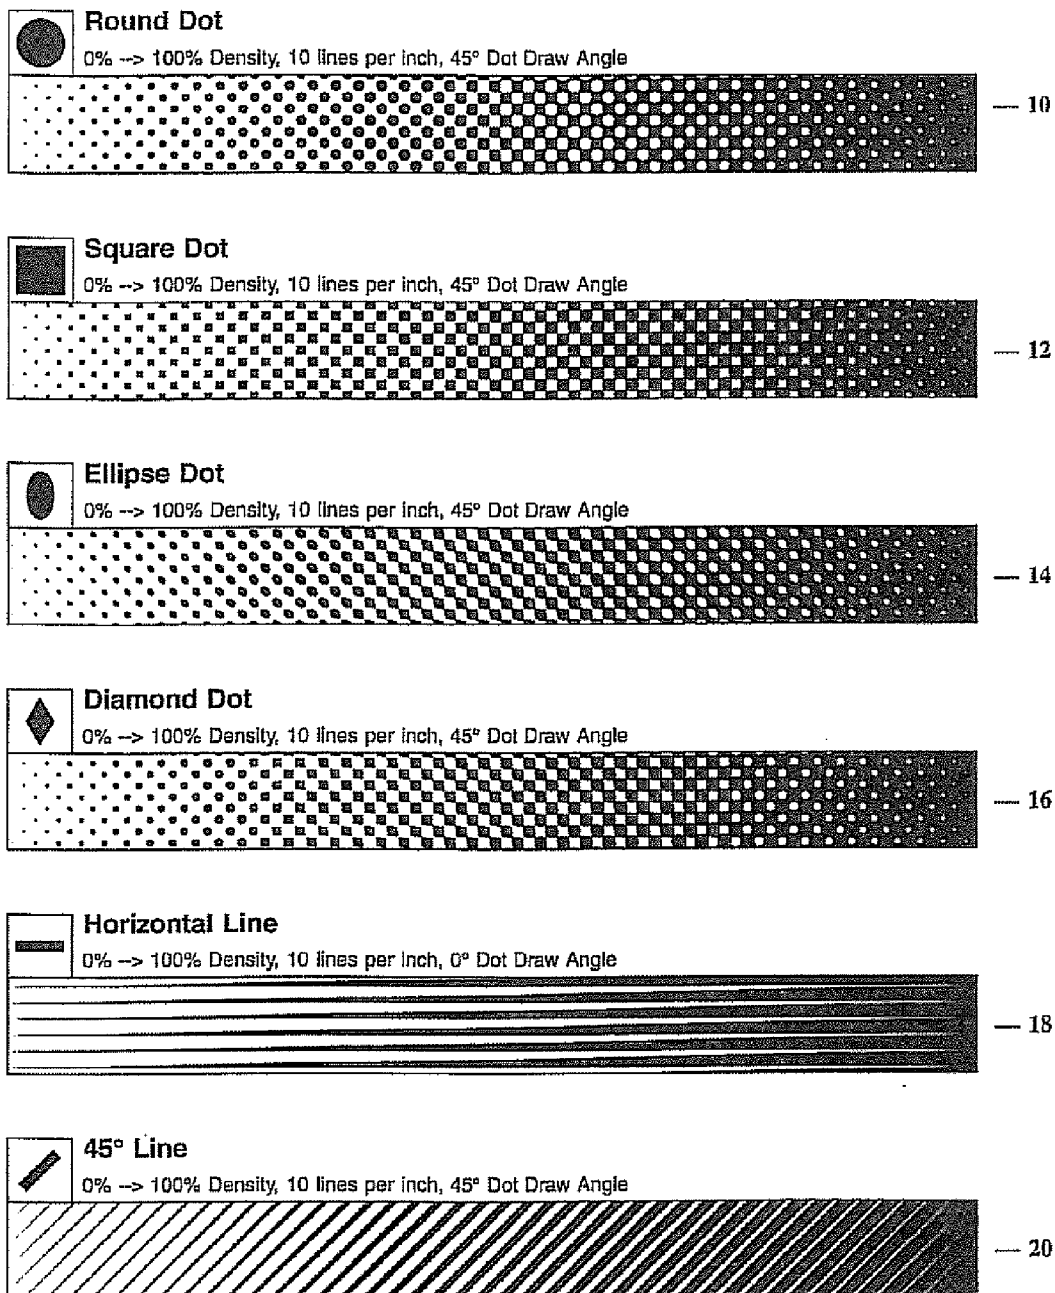 Round Dot
0% --> 100% Density, 10 lines per inch, 45° Dot Draw Angle
10
Square Dot
0% --> 100% Density, 10 lines per inch, 45° Dot Draw Angle
12
Ellipse Dot
0% --> 100% Density, 10 lines per inch, 45° Dot Draw Angle
14
Diamond Dot
0% --> 100% Density, 10 lines per inch, 45° Dot Draw Angle
16
Horizontal Line
0% --> 100% Density, 10 lines per inch, 0° Dot Draw Angle
18
45° Line
0% --> 100% Density, 10 lines per inch, 45° Dot Draw Angle
20